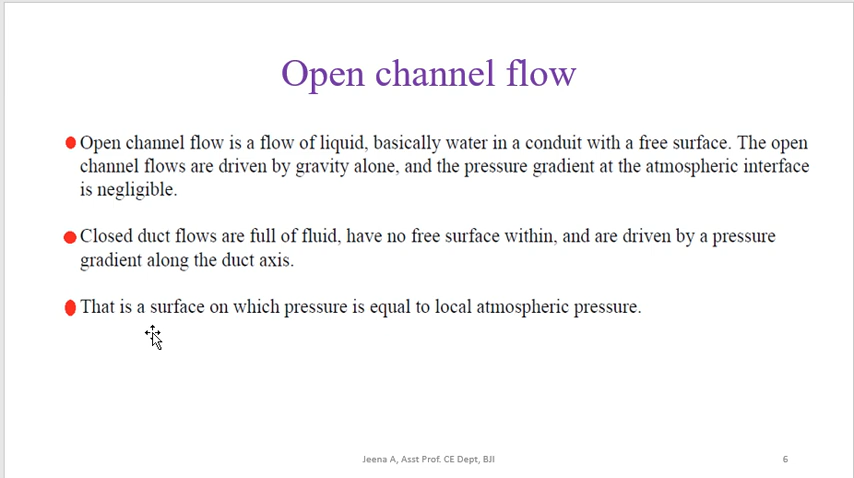 Open channel flow
Open channel flow is a flow of liquid, basically water in a conduit with a free surface. The open
channel flows are driven by gravity alone, and the pressure gradient at the atmospheric interface
is negligible.
Closed duct flows are full of fluid, have no free surface within, and are driven by a pressure
gradient along the duct axis.
That is a surface on which pressure is equal to local atmospheric pressure.
Jeena A, Asst Prof. CE Dept, BJI
6